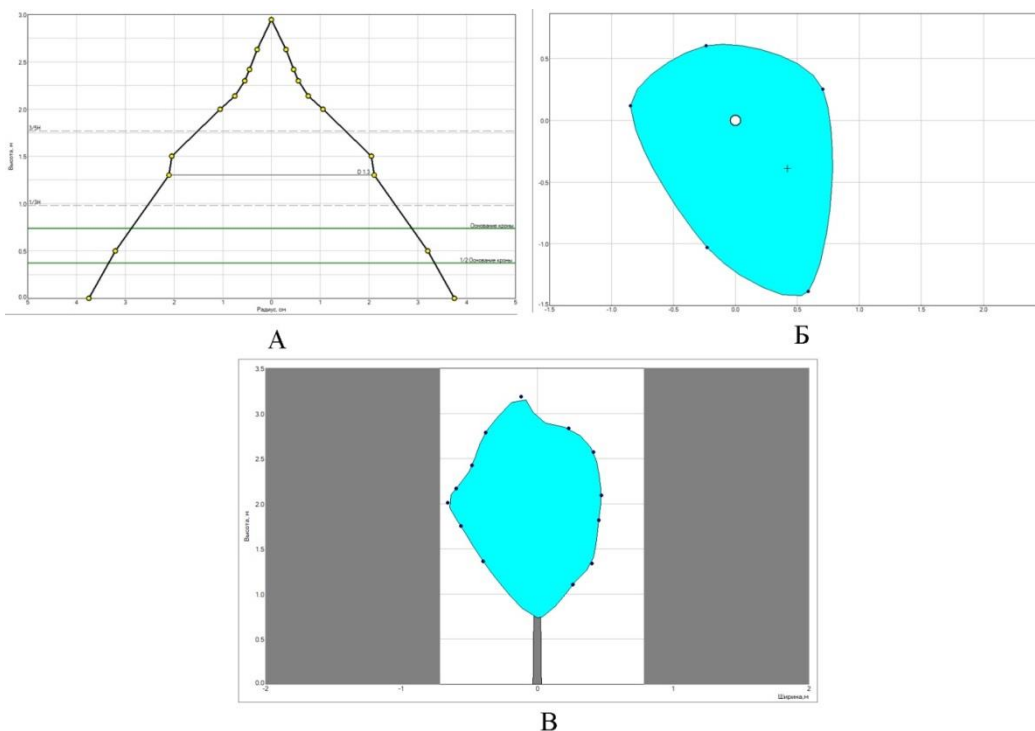 3.0
2.5
2.0
1.5
1.0
0.5
0.0
Высота, м
3/5H
D 1.3
1/3H
Основание кроны
1/2 Основание кроны
5 4 3 2 1 0 1 2 3 4 5
Радиус, см
А
0.5
0.0
-0.5
-1.0
-1.5
-1.5 -1.0 -0.5 0.0 0.5 1.0 1.5 2.0
Б
3.5
3.0
2.5
2.0
1.5
1.0
0.5
0.0
Высота, м
-2 -1 0 1 2
Ширина, м
В